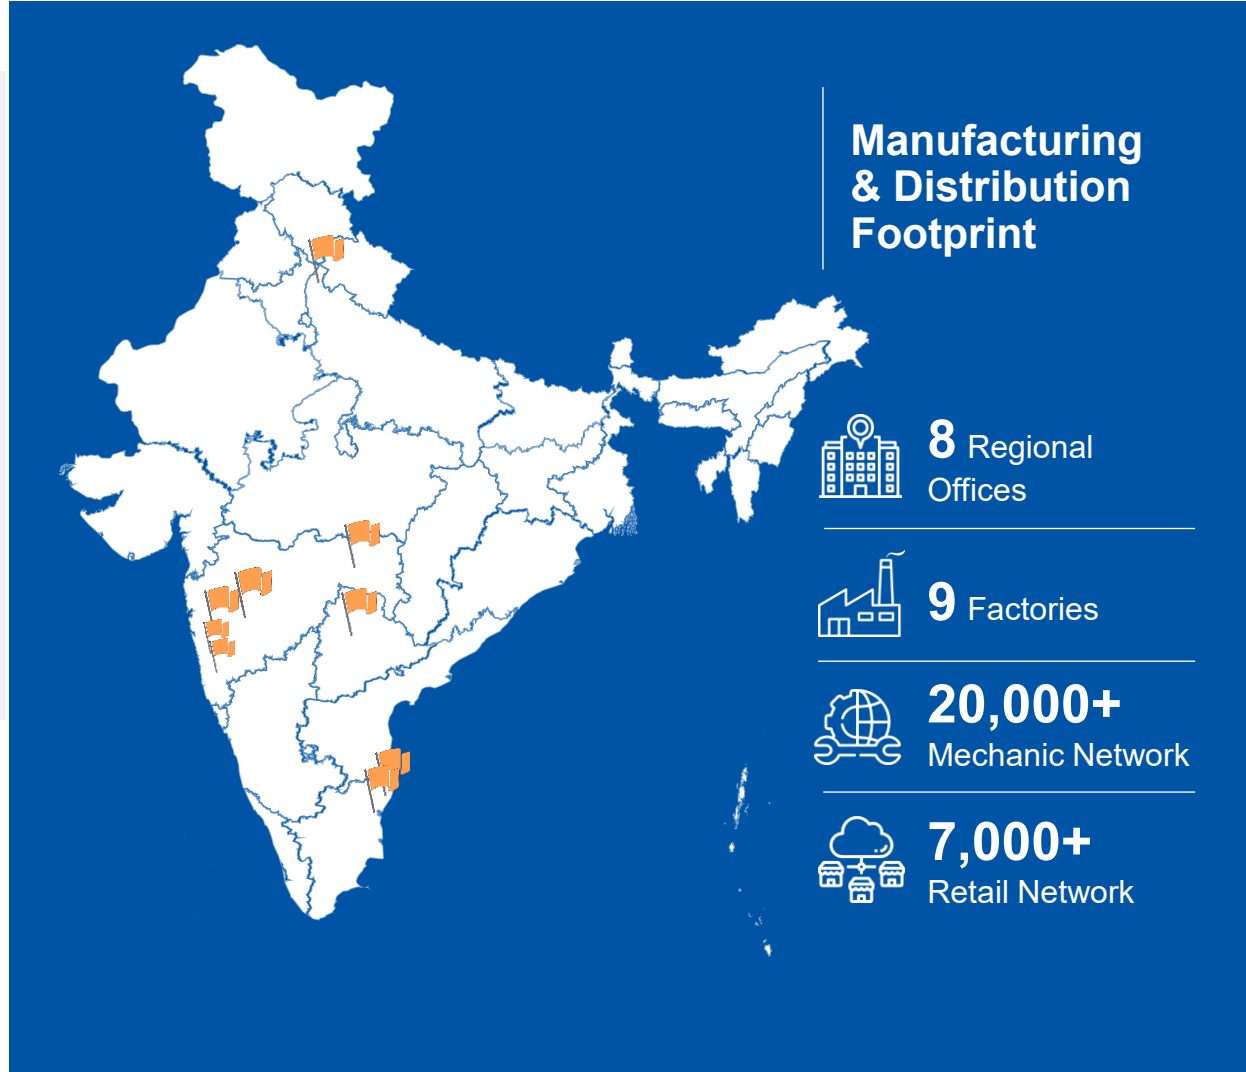 Manufacturing
& Distribution
Footprint
8 Regional
Offices
9 Factories
20,000+
Mechanic Network
7,000+
Retail Network